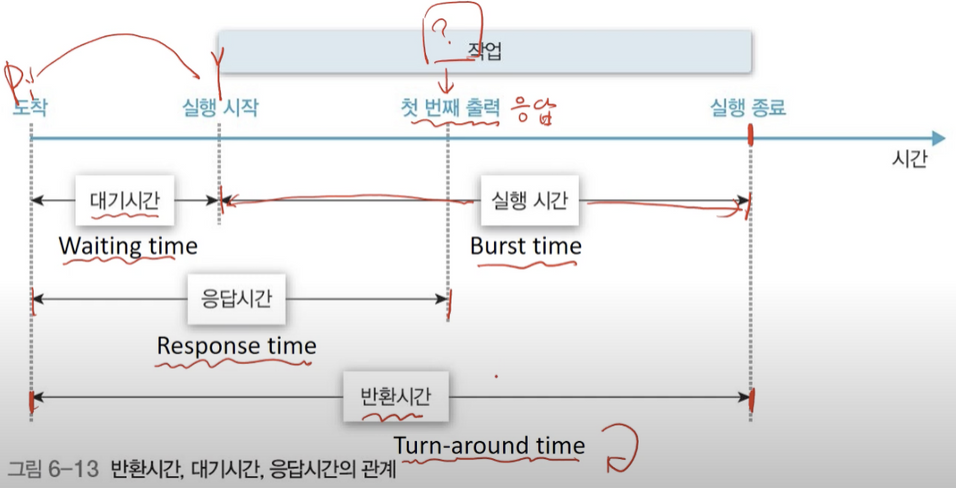 ?
작업
P1
도착
실행 시작
첫 번째 출력 응답
실행 종료
시간
대기시간
실행 시간
Waiting time
Burst time
응답시간
Response time
반환시간
Turn-around time
그림 6-13 반환시간, 대기시간, 응답시간의 관계